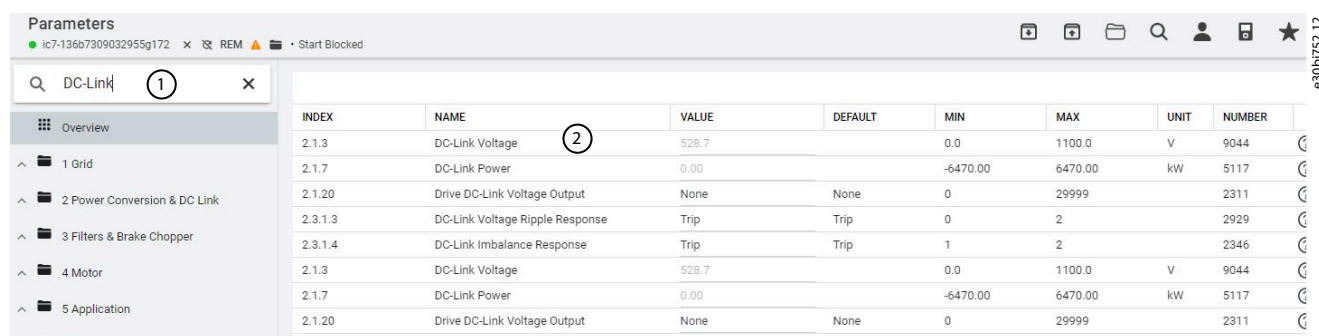 Parameters
ic7-136b7309032955g172 REM • Start Blocked
DC-Link
1
Overview
1 Grid
2 Power Conversion & DC Link
3 Filters & Brake Chopper
4 Motor
5 Application
2
INDEX NAME VALUE DEFAULT MIN MAX UNIT NUMBER
2.1.3 DC-Link Voltage 528.7 0.0 1100.0 V 9044
2.1.7 DC-Link Power 0.00 -6470.00 6470.00 kW 5117
2.1.20 Drive DC-Link Voltage Output None None 0 29999 2311
2.3.1.3 DC-Link Voltage Ripple Response Trip Trip 0 2 2929
2.3.1.4 DC-Link Imbalance Response Trip Trip 1 2 2346
2.1.3 DC-Link Voltage 528.7 0.0 1100.0 V 9044
2.1.7 DC-Link Power 0.00 -6470.00 6470.00 kW 5117
2.1.20 Drive DC-Link Voltage Output None None 0 29999 2311